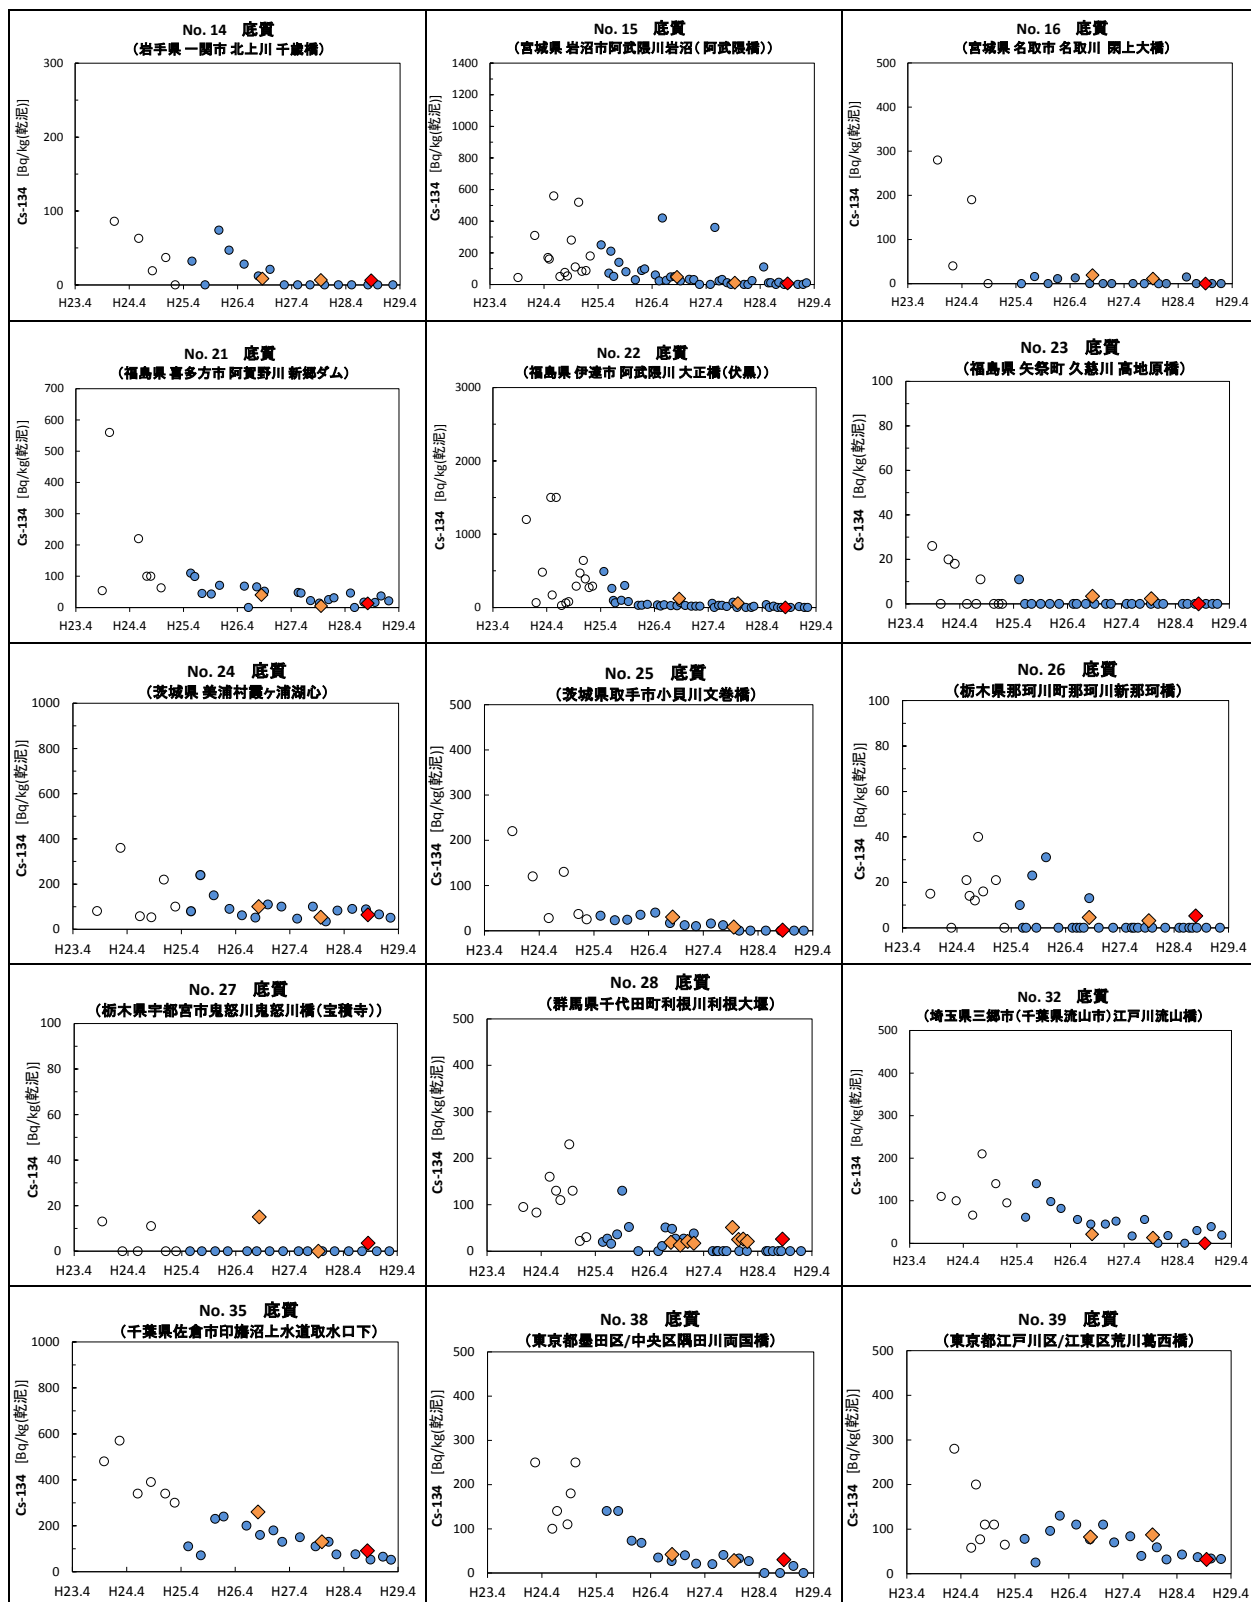 No. 14　底質
（岩手県 一関市 北上川 千歳橋）
Cs-134 [Bq/kg(乾泥)]
300
200
100
0
H23.4 H24.4 H25.4 H26.4 H27.4 H28.4 H29.4
No. 15　底質
（宮城県 岩沼市阿武隈川岩沼（ 阿武隈橋））
Cs-134 [Bq/kg(乾泥)]
1400
1200
1000
800
600
400
200
0
H23.4 H24.4 H25.4 H26.4 H27.4 H28.4 H29.4
No. 16　底質
（宮城県 名取市 名取川 閖上大橋）
Cs-134 [Bq/kg(乾泥)]
500
400
300
200
100
0
H23.4 H24.4 H25.4 H26.4 H27.4 H28.4 H29.4
No. 21　底質
（福島県 喜多方市 阿賀野川 新郷ダム）
Cs-134 [Bq/kg(乾泥)]
700
600
500
400
300
200
100
0
H23.4 H24.4 H25.4 H26.4 H27.4 H28.4 H29.4
No. 22　底質
（福島県 伊達市 阿武隈川 大正橋（伏黒））
Cs-134 [Bq/kg(乾泥)]
3000
2000
1000
0
H23.4 H24.4 H25.4 H26.4 H27.4 H28.4 H29.4
No. 23　底質
（福島県 矢祭町 久慈川 高地原橋）
Cs-134 [Bq/kg(乾泥)]
100
80
60
40
20
0
H23.4 H24.4 H25.4 H26.4 H27.4 H28.4 H29.4
No. 24　底質
（茨城県 美浦村霞ヶ浦湖心）
Cs-134 [Bq/kg(乾泥)]
1000
800
600
400
200
0
H23.4 H24.4 H25.4 H26.4 H27.4 H28.4 H29.4
No. 25　底質
（茨城県取手市小貝川文巻橋）
Cs-134 [Bq/kg(乾泥)]
500
400
300
200
100
0
H23.4 H24.4 H25.4 H26.4 H27.4 H28.4 H29.4
No. 26　底質
（栃木県那珂川町那珂川新那珂橋）
Cs-134 [Bq/kg(乾泥)]
100
80
60
40
20
0
H23.4 H24.4 H25.4 H26.4 H27.4 H28.4 H29.4
No. 27　底質
（栃木県宇都宮市鬼怒川鬼怒川橋（宝積寺））
Cs-134 [Bq/kg(乾泥)]
100
80
60
40
20
0
H23.4 H24.4 H25.4 H26.4 H27.4 H28.4 H29.4
No. 28　底質
（群馬県千代田町利根川利根大堰）
Cs-134 [Bq/kg(乾泥)]
500
400
300
200
100
0
H23.4 H24.4 H25.4 H26.4 H27.4 H28.4 H29.4
No. 32　底質
（埼玉県三郷市（千葉県流山市）江戸川流山橋）
Cs-134 [Bq/kg(乾泥)]
500
400
300
200
100
0
H23.4 H24.4 H25.4 H26.4 H27.4 H28.4 H29.4
No. 35　底質
（千葉県佐倉市印旛沼上水道取水口下）
Cs-134 [Bq/kg(乾泥)]
1000
800
600
400
200
0
H23.4 H24.4 H25.4 H26.4 H27.4 H28.4 H29.4
No. 38　底質
（東京都墨田区/中央区隅田川両国橋）
Cs-134 [Bq/kg(乾泥)]
500
400
300
200
100
0
H23.4 H24.4 H25.4 H26.4 H27.4 H28.4 H29.4
No. 39　底質
（東京都江戸川区/江東区荒川葛西橋）
Cs-134 [Bq/kg(乾泥)]
500
400
300
200
100
0
H23.4 H24.4 H25.4 H26.4 H27.4 H28.4 H29.4